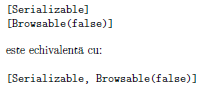 [Serializable]
[Browsable(false)]
este echivalentă cu:
[Serializable, Browsable(false)]